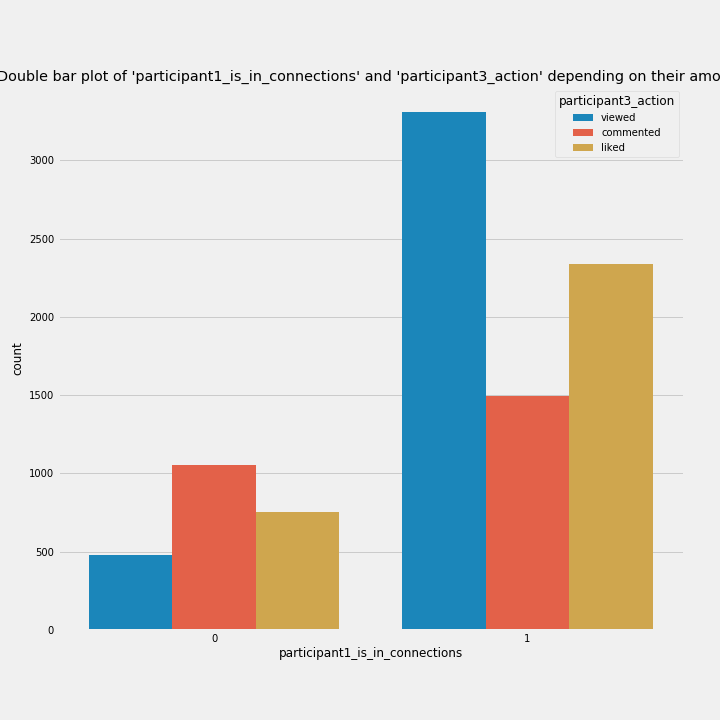 Double bar plot of 'participant1_is_in_connections' and 'participant3_action' depending on their amo
participant3_action
viewed
commented
liked
3000
2500
2000
1500
1000
500
0
count
0 1
participant1_is_in_connections